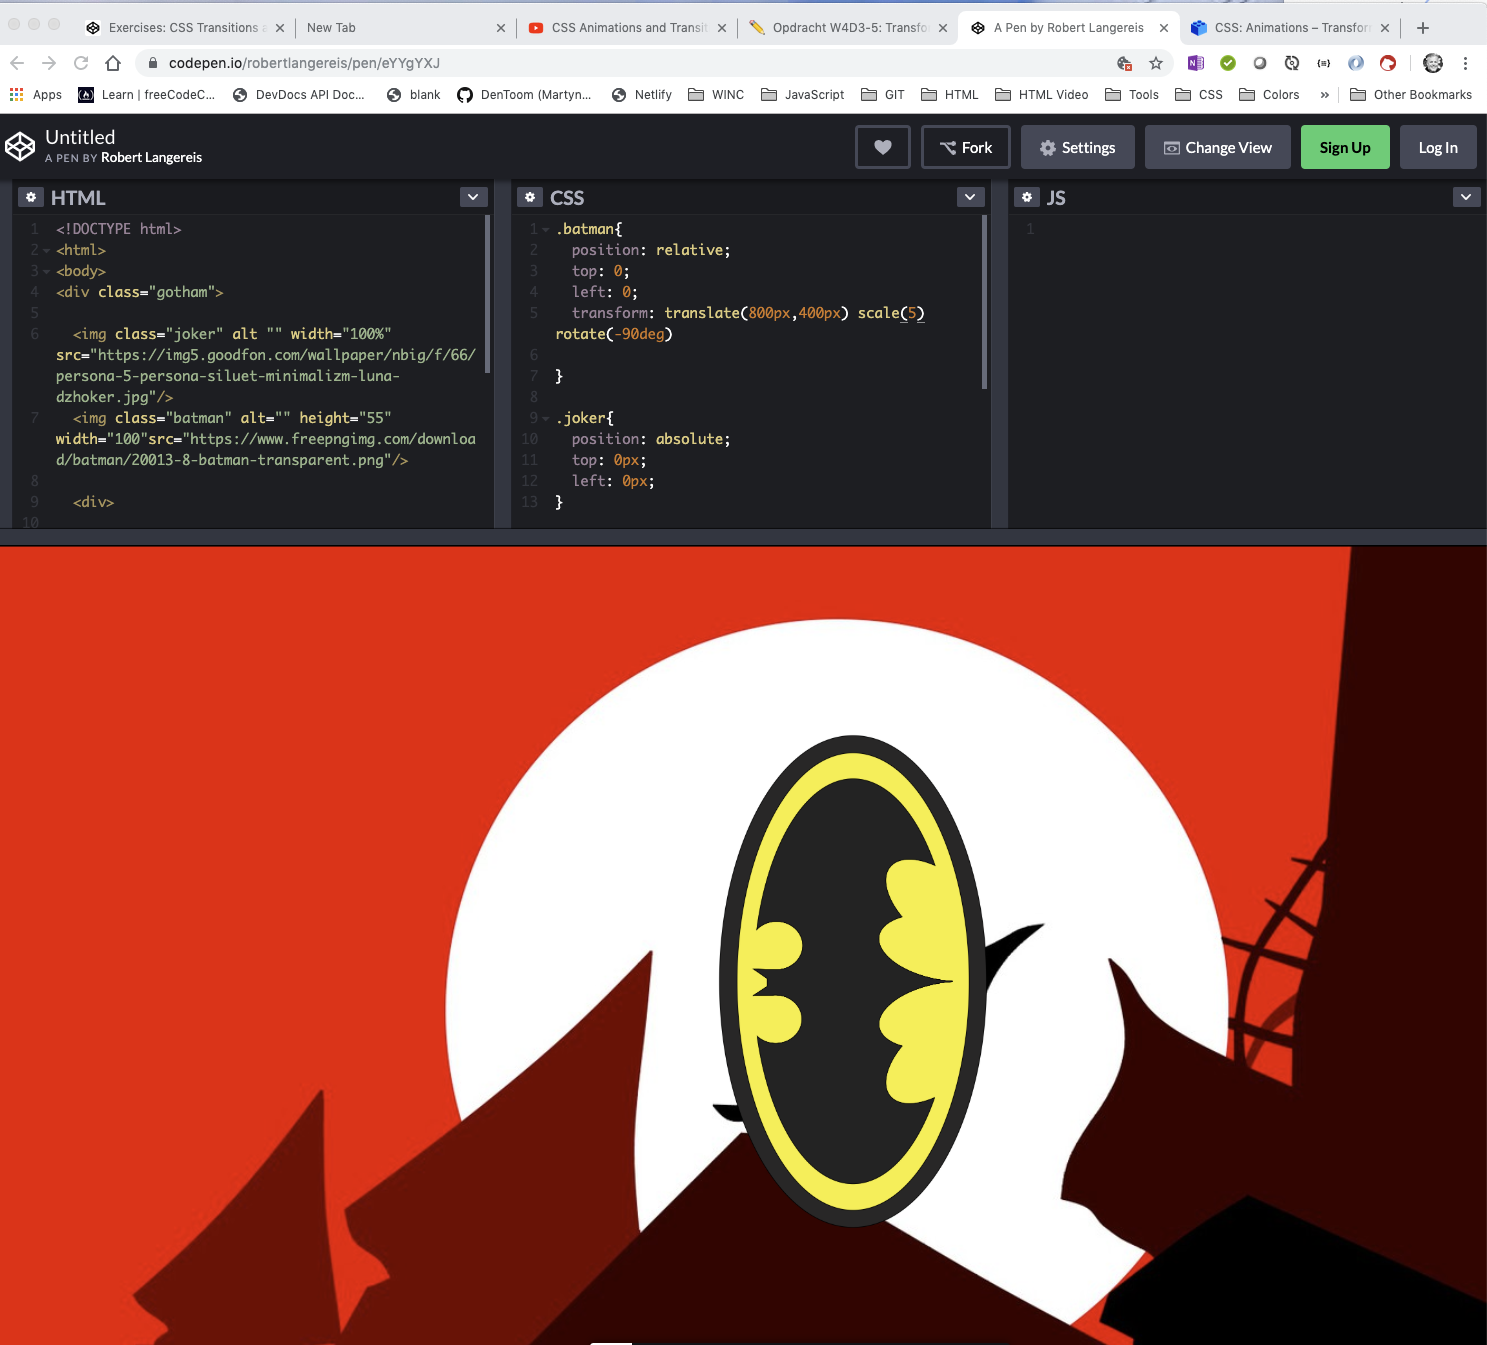 Exercises: CSS Transitions a
New Tab
CSS Animations and Transit
Opdracht W4D3-5: Transfo
A Pen by Robert Langereis
CSS: Animations – Transfor
codepen.io/robertlangereis/pen/eYYgYXJ
Apps
Learn | freeCodeC...
DevDocs API Doc...
blank
DenToom (Martyn...
Netlify
WINC
JavaScript
GIT
HTML
HTML Video
Tools
CSS
Colors
»
Other Bookmarks
Untitled
A PEN BY Robert Langereis
Fork
Settings
Change View
Sign Up
Log In
HTML
1 <!DOCTYPE html>
2 <html>
3 <body>
4 <div class="gotham">
5
6 <img class="joker" alt "" width="100%"
src="https://img5.goodfon.com/wallpaper/nbig/f/66/
persona-5-persona-siluet-minimalizm-luna-
dzhoker.jpg"/>
7 <img class="batman" alt="" height="55"
width="100"src="https://www.freepngimg.com/downloa
d/batman/20013-8-batman-transparent.png"/>
8
9 <div>
10
CSS
1 .batman{
2 position: relative;
3 top: 0;
4 left: 0;
5 transform: translate(800px,400px) scale(5)
rotate(-90deg)
6
7 }
8
9 .joker{
10 position: absolute;
11 top: 0px;
12 left: 0px;
13 }
JS
1